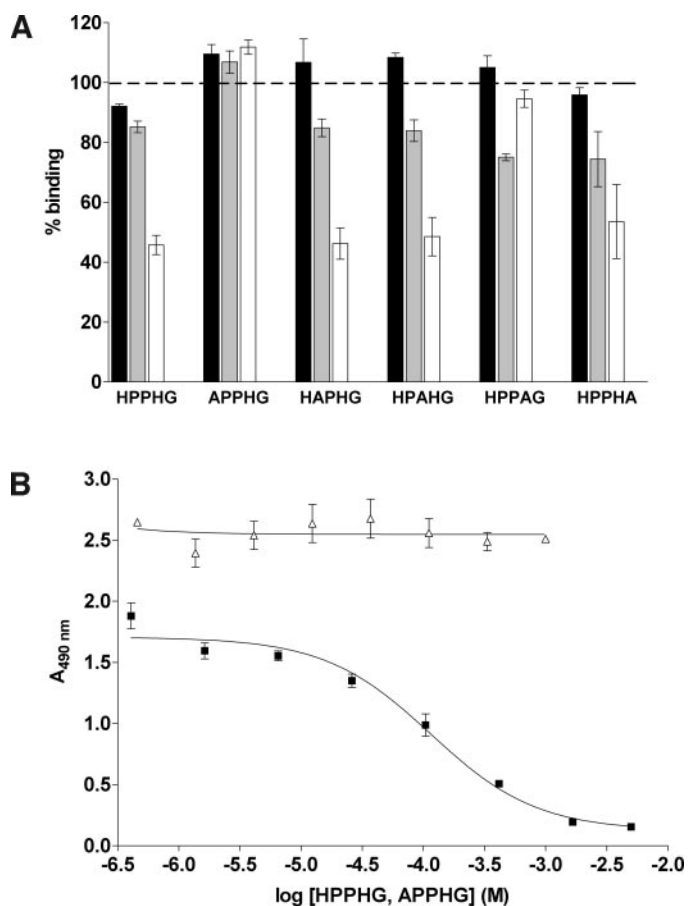 A
120
100
80
60
40
20
0
% binding
HPPHG APPHG HAPHG HPAHG HPPAG HPPHA
B
3.0
2.5
2.0
1.5
1.0
0.5
0.0
A490 nm
-6.5 -6.0 -5.5 -5.0 -4.5 -4.0 -3.5 -3.0 -2.5 -2.0
log [HPPHG, APPHG] (M)